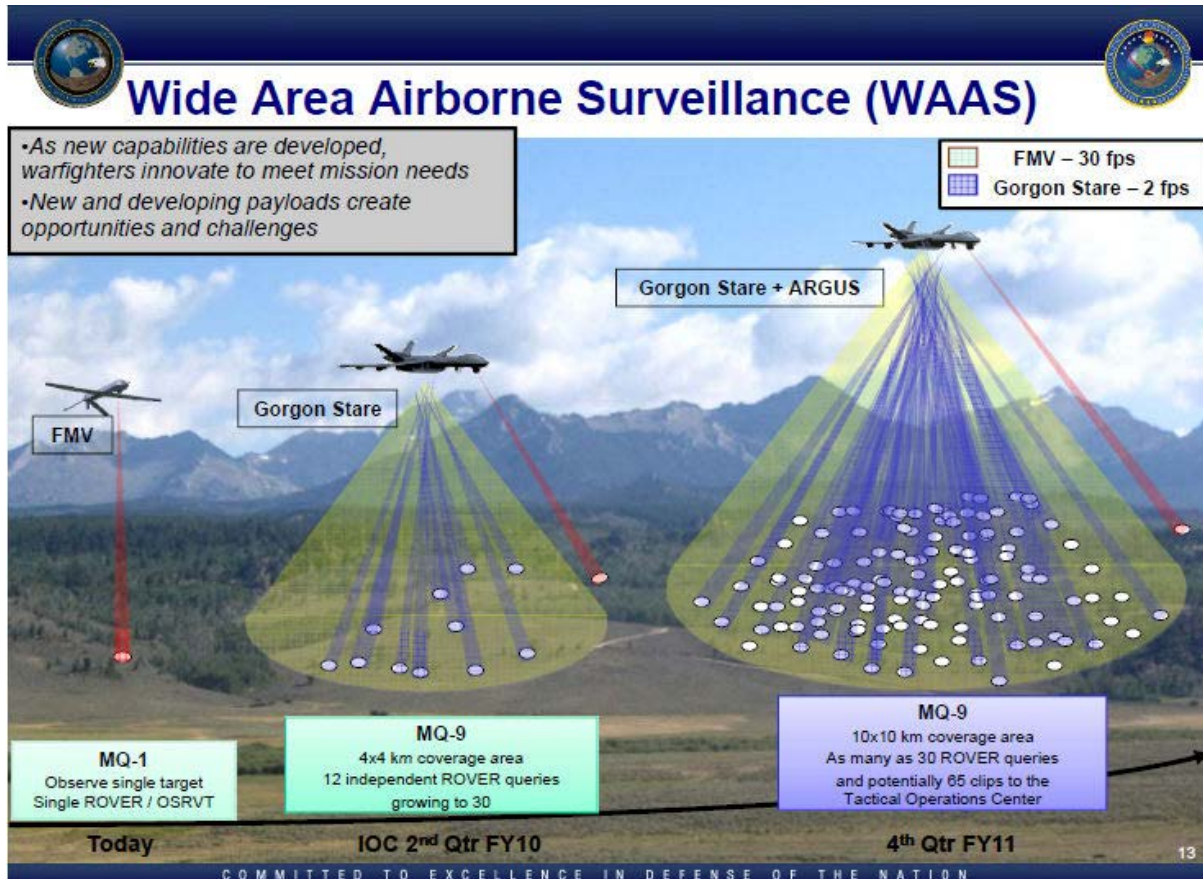 Wide Area Airborne Surveillance (WAAS)
•As new capabilities are developed,
warfighters innovate to meet mission needs
•New and developing payloads create
opportunities and challenges
FMV – 30 fps
Gorgon Stare – 2 fps
Gorgon Stare + ARGUS
Gorgon Stare
FMV
MQ-1
Observe single target
Single ROVER / OSRVT
MQ-9
4x4 km coverage area
12 independent ROVER queries
growing to 30
MQ-9
10x10 km coverage area
As many as 30 ROVER queries
and potentially 65 clips to the
Tactical Operations Center
Today
IOC 2nd Qtr FY10
4th Qtr FY11
13
COMMITTED TO EXCELLENCE IN DEFENSE OF THE NATION